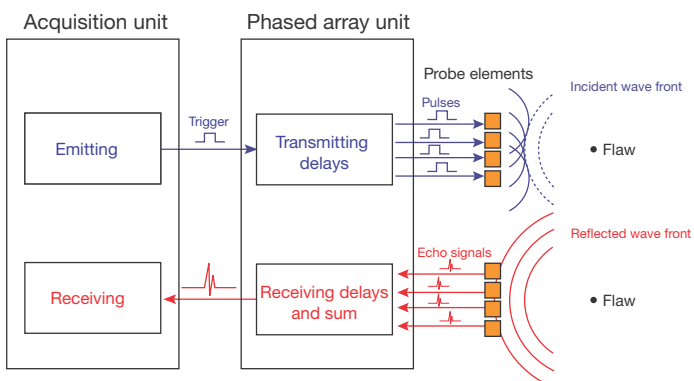 Acquisition unit
Phased array unit
Probe elements
Incident wave front
Pulses
Trigger
Emitting
Transmitting
delays
• Flaw
Reflected wave front
Echo signals
Receiving
Receiving delays
and sum
• Flaw